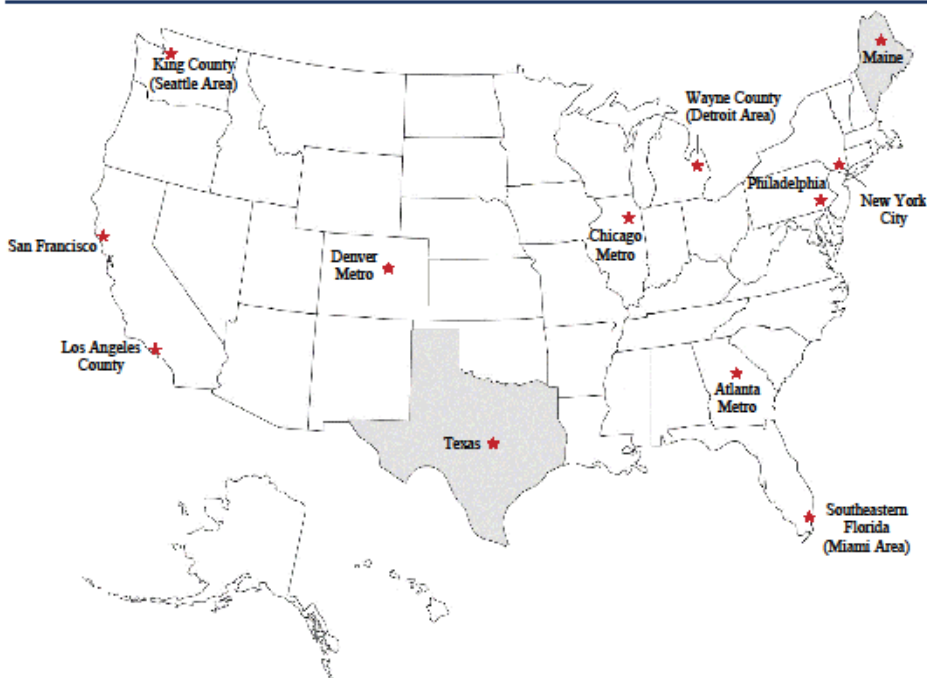 Maine
King County
(Seattle Area)
Wayne County
(Detroit Area)
Philadelphia
New York
City
San Francisco
Chicago
Metro
Denver
Metro
Los Angeles
County
Atlanta
Metro
Texas
Southeastern
Florida
(Miami Area)